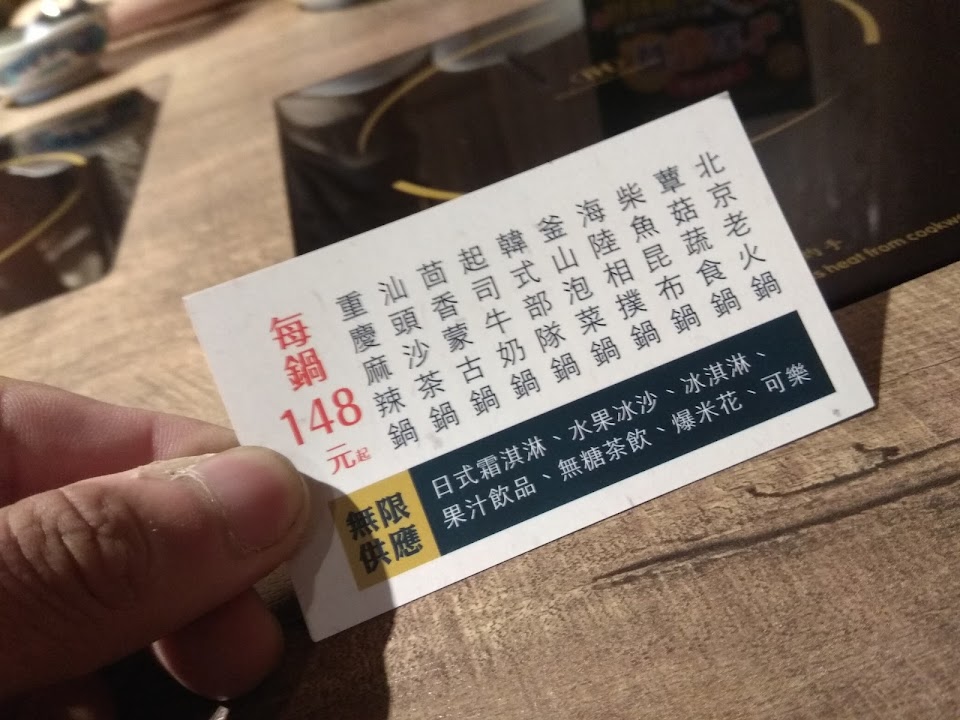 北京老火鍋
蕈菇蔬食鍋
柴魚昆布鍋
海陸相撲鍋
釜山泡菜鍋
韓式部隊鍋
起司牛奶鍋
茴香蒙古鍋
汕頭沙茶鍋
重慶麻辣鍋
每鍋
148
元起
無限
供應
日式霜淇淋、水果冰沙、冰淇淋、
果汁飲品、無糖茶飲、爆米花、可樂
heat from cookw